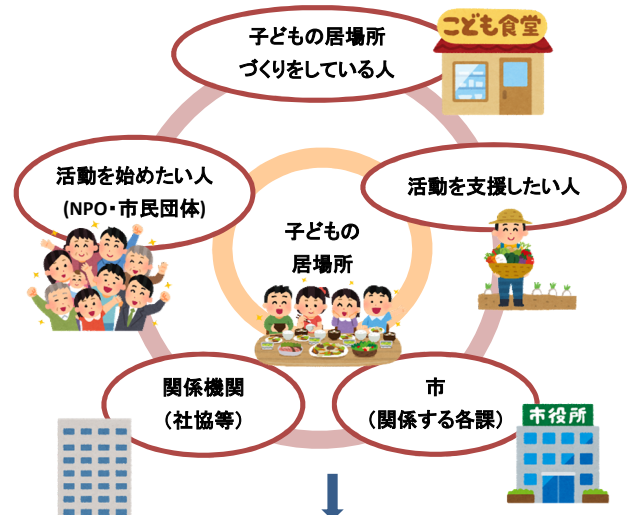 子どもの居場所
づくりをしている人
こども食堂
活動を始めたい人
(NPO・市民団体)
活動を支援したい人
子どもの
居場所
関係機関
（社協等）
市
（関係する各課）
市役所